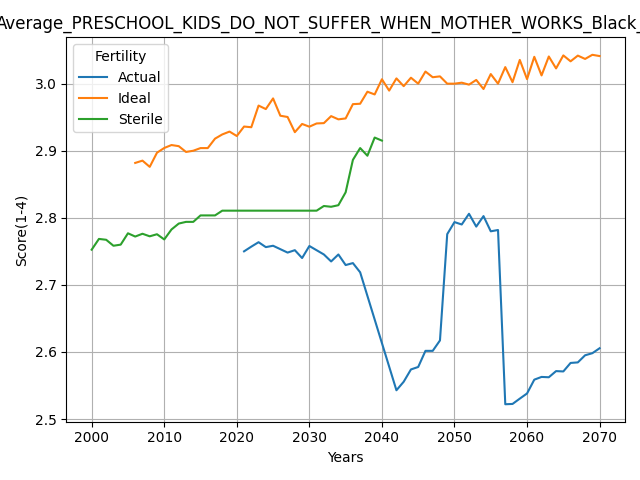 Average_PRESCHOOL_KIDS_DO_NOT_SUFFER_WHEN_MOTHER_WORKS_Black_
Fertility
Actual
Ideal
Sterile
Score(1-4)
3.0
2.9
2.8
2.7
2.6
2.5
2000 2010 2020 2030 2040 2050 2060 2070
Years